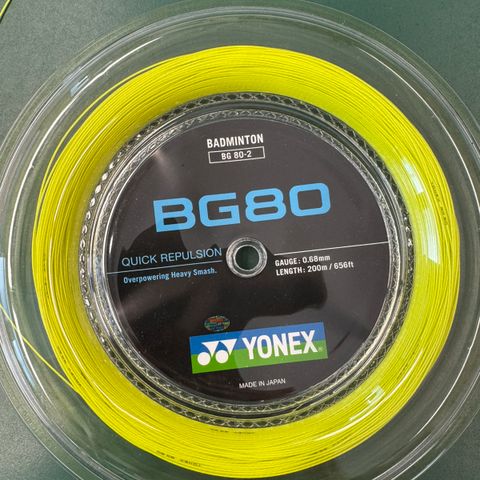 BADMINTON
BG 80-2
BG80
QUICK REPULSION
Overpowering Heavy Smash.
GAUGE : 0.68mm
LENGTH : 200m / 656ft
YONEX®
MADE IN JAPAN